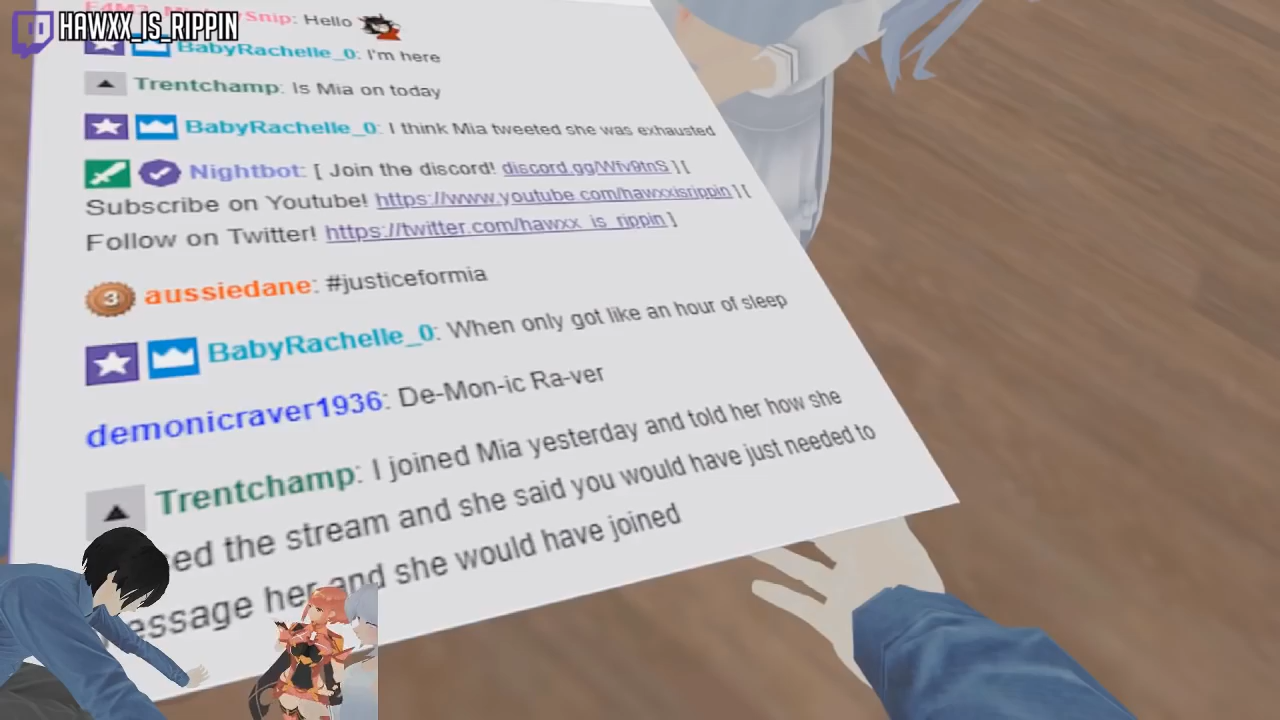 HAWXX_IS_RIPPIN
Snip: Hello
BabyRachelle_0: I'm here
Trentchamp: Is Mia on today
BabyRachelle_0: I think Mia tweeted she was exhausted
Nightbot: [ Join the discord! discord.gg/Wfv9tnS ] [
Subscribe on Youtube! https://www.youtube.com/hawxxisrippin ] [
Follow on Twitter! https://twitter.com/hawxx_is_rippin ]
3 aussiedane: #justiceformia
BabyRachelle_0: When only got like an hour of sleep
demonicraver1936: De-Mon-ic Ra-ver
Trentchamp: I joined Mia yesterday and told her how she
sed the stream and she said you would have just needed to
essage her and she would have joined